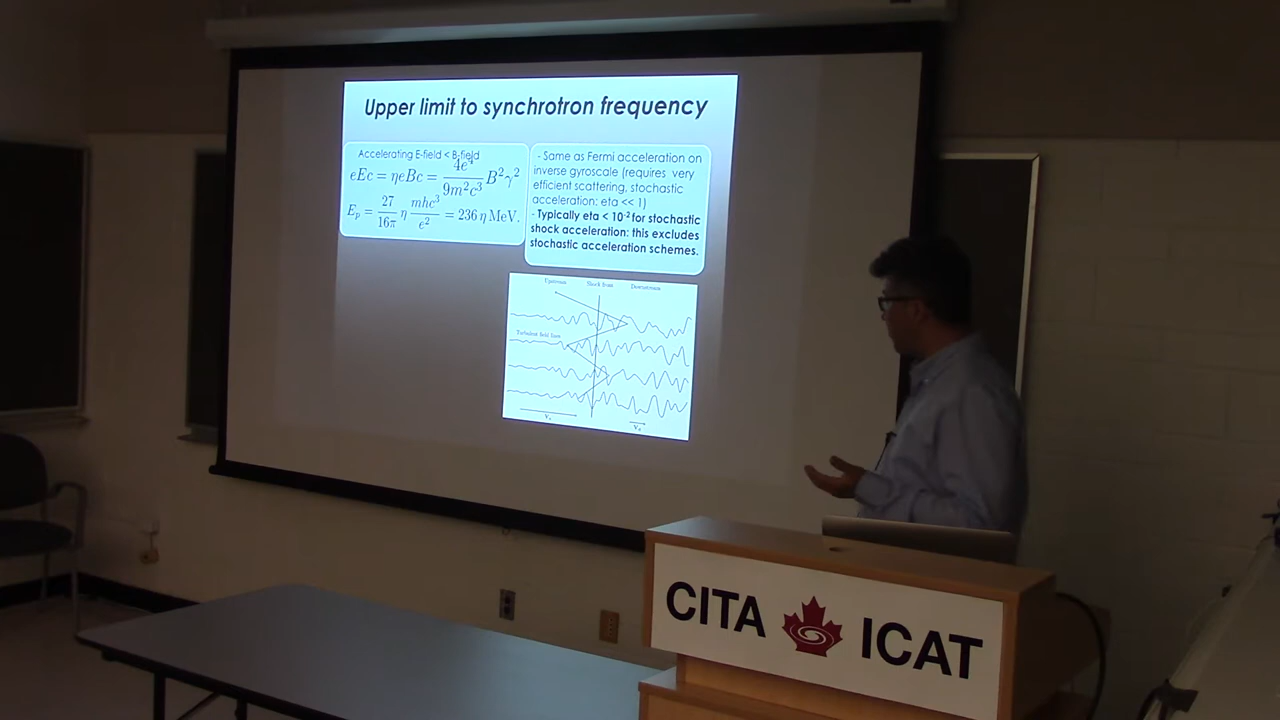 Upper limit to synchrotron frequency
Accelerating E-field < B-field
eEc = ηeBc = 4e⁴/9m²c³ B²γ²
E_p = 27/16π η mhc³/e² = 236 η MeV.
- Same as Fermi acceleration on
inverse gyroscale (requires very
efficient scattering, stochastic
acceleration: eta << 1)
- Typically eta < 10⁻² for stochastic
shock acceleration: this excludes
stochastic acceleration schemes.
Upstream Shock front Downstream
Turbulent field lines
CITA ICAT